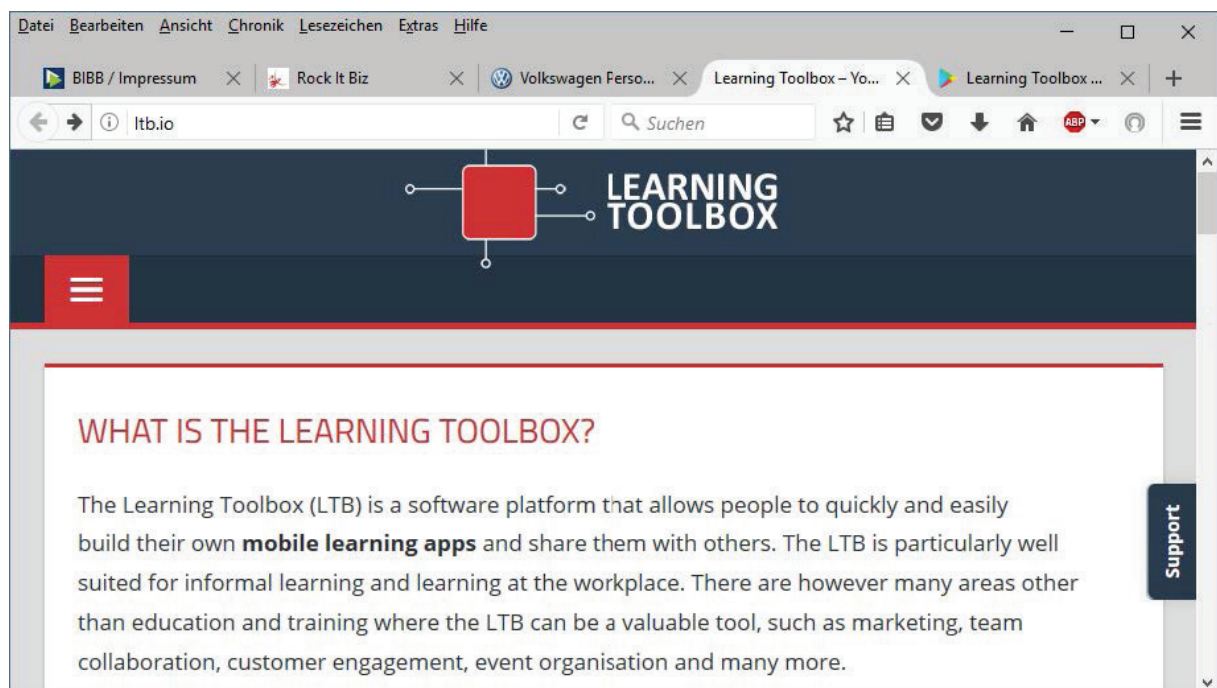 Datei Bearbeiten Ansicht Chronik Lesezeichen Extras Hilfe
BIBB / Impressum Rock It Biz Volkswagen Perso... Learning Toolbox – Yo... Learning Toolbox ...
ltb.io Suchen ABP
LEARNING
TOOLBOX
WHAT IS THE LEARNING TOOLBOX?
The Learning Toolbox (LTB) is a software platform that allows people to quickly and easily
build their own mobile learning apps and share them with others. The LTB is particularly well
suited for informal learning and learning at the workplace. There are however many areas other
than education and training where the LTB can be a valuable tool, such as marketing, team
collaboration, customer engagement, event organisation and many more.
Support